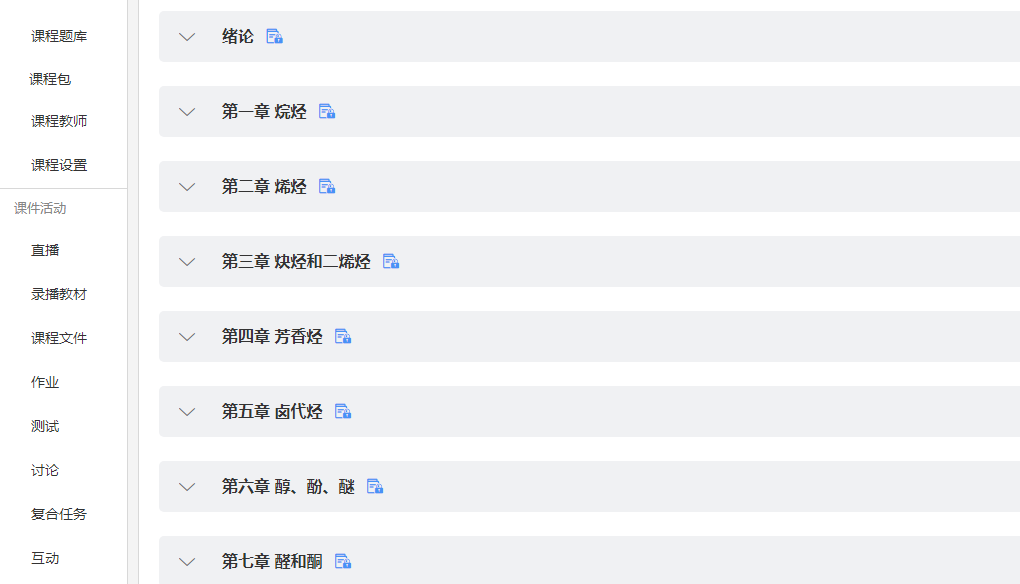 课程题库
课程包
课程教师
课程设置
课件活动
直播
录播教材
课程文件
作业
测试
讨论
复合任务
互动
绪论
第一章 烷烃
第二章 烯烃
第三章 炔烃和二烯烃
第四章 芳香烃
第五章 卤代烃
第六章 醇、酚、醚
第七章 醛和酮